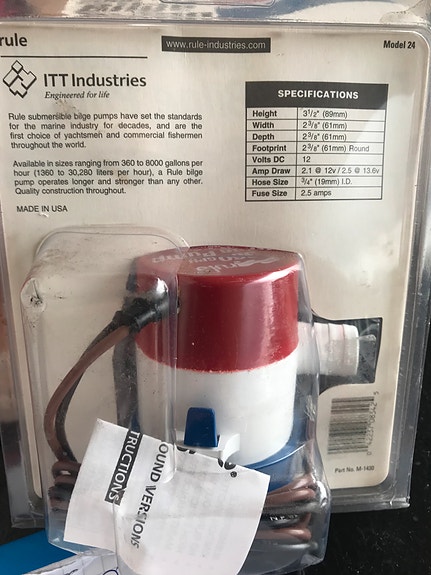 rule
www.rule-industries.com
Model 24
ITT Industries
Engineered for life
Rule submersible bilge pumps have set the standards
for the marine industry for decades, and are the
first choice of yachtsmen and commercial fishermen
throughout the world.
Available in sizes ranging from 360 to 8000 gallons per
hour (1360 to 30,280 liters per hour), a Rule bilge
pump operates longer and stronger than any other.
Quality construction throughout.
MADE IN USA
SPECIFICATIONS
Height 3½" (89mm)
Width 2⅜" (61mm)
Depth 2⅜" (61mm)
Footprint 2⅜" (61mm) Round
Volts DC 12
Amp Draw 2.1 @ 12v / 2.5 @ 13.6v
Hose Size ¾" (19mm) I.D.
Fuse Size 2.5 amps
rule
OUND VERSIONS
TRUCTIONS
Part No. M-1420